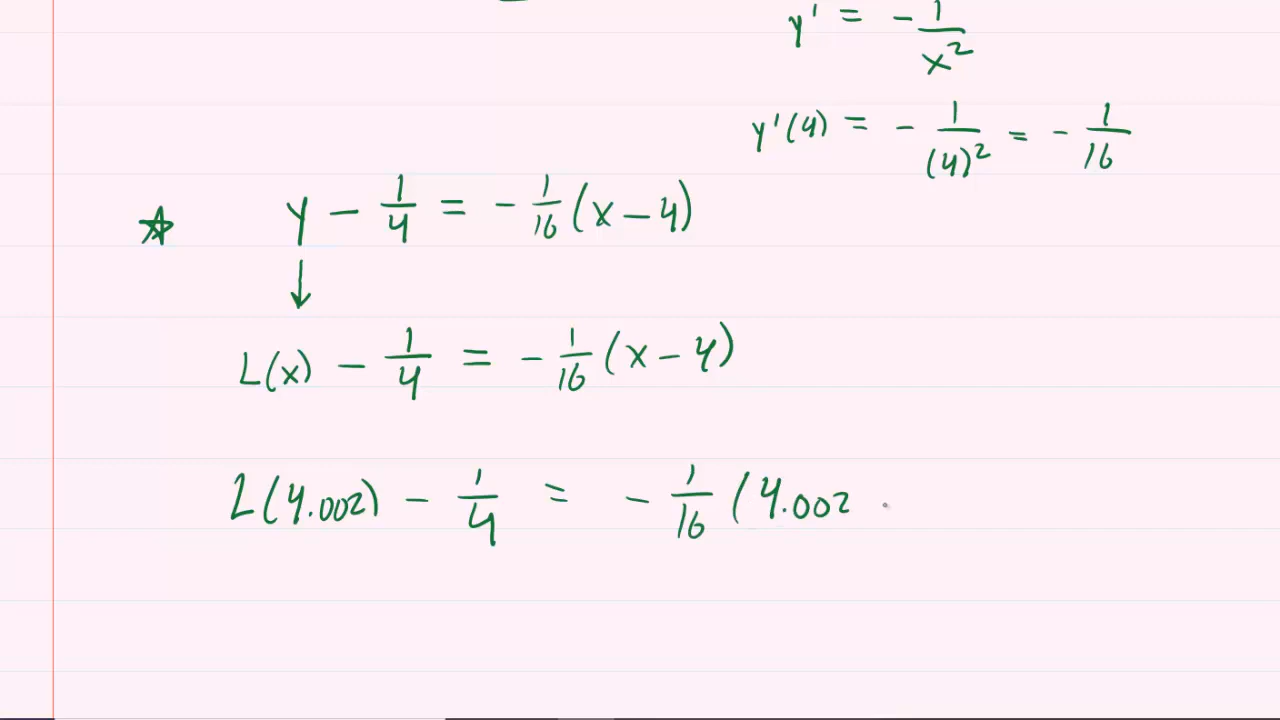 y' = - 1/x²
y'(4) = - 1/(4)² = - 1/16
☆ y - 1/4 = - 1/16 (x - 4)
↓
L(x) - 1/4 = - 1/16 (x - 4)
L(4.002) - 1/4 = - 1/16 (4.002